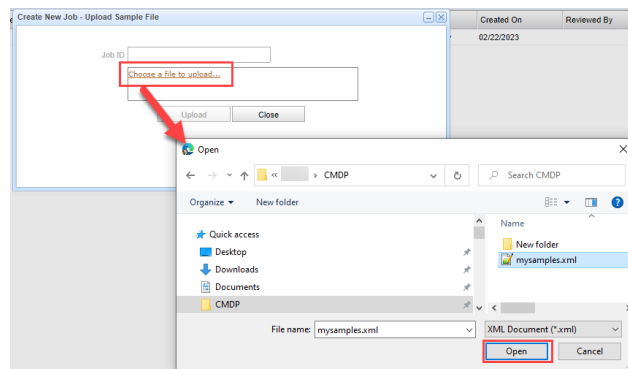 Create New Job - Upload Sample File
Created On Reviewed By
02/22/2023
Job ID
Choose a file to upload...
Upload Close
Open
« > CMDP
Search CMDP
Organize New folder
Quick access
Desktop
Downloads
Documents
CMDP
Name
New folder
mysamples.xml
File name: mysamples.xml XML Document (*.xml)
Open Cancel